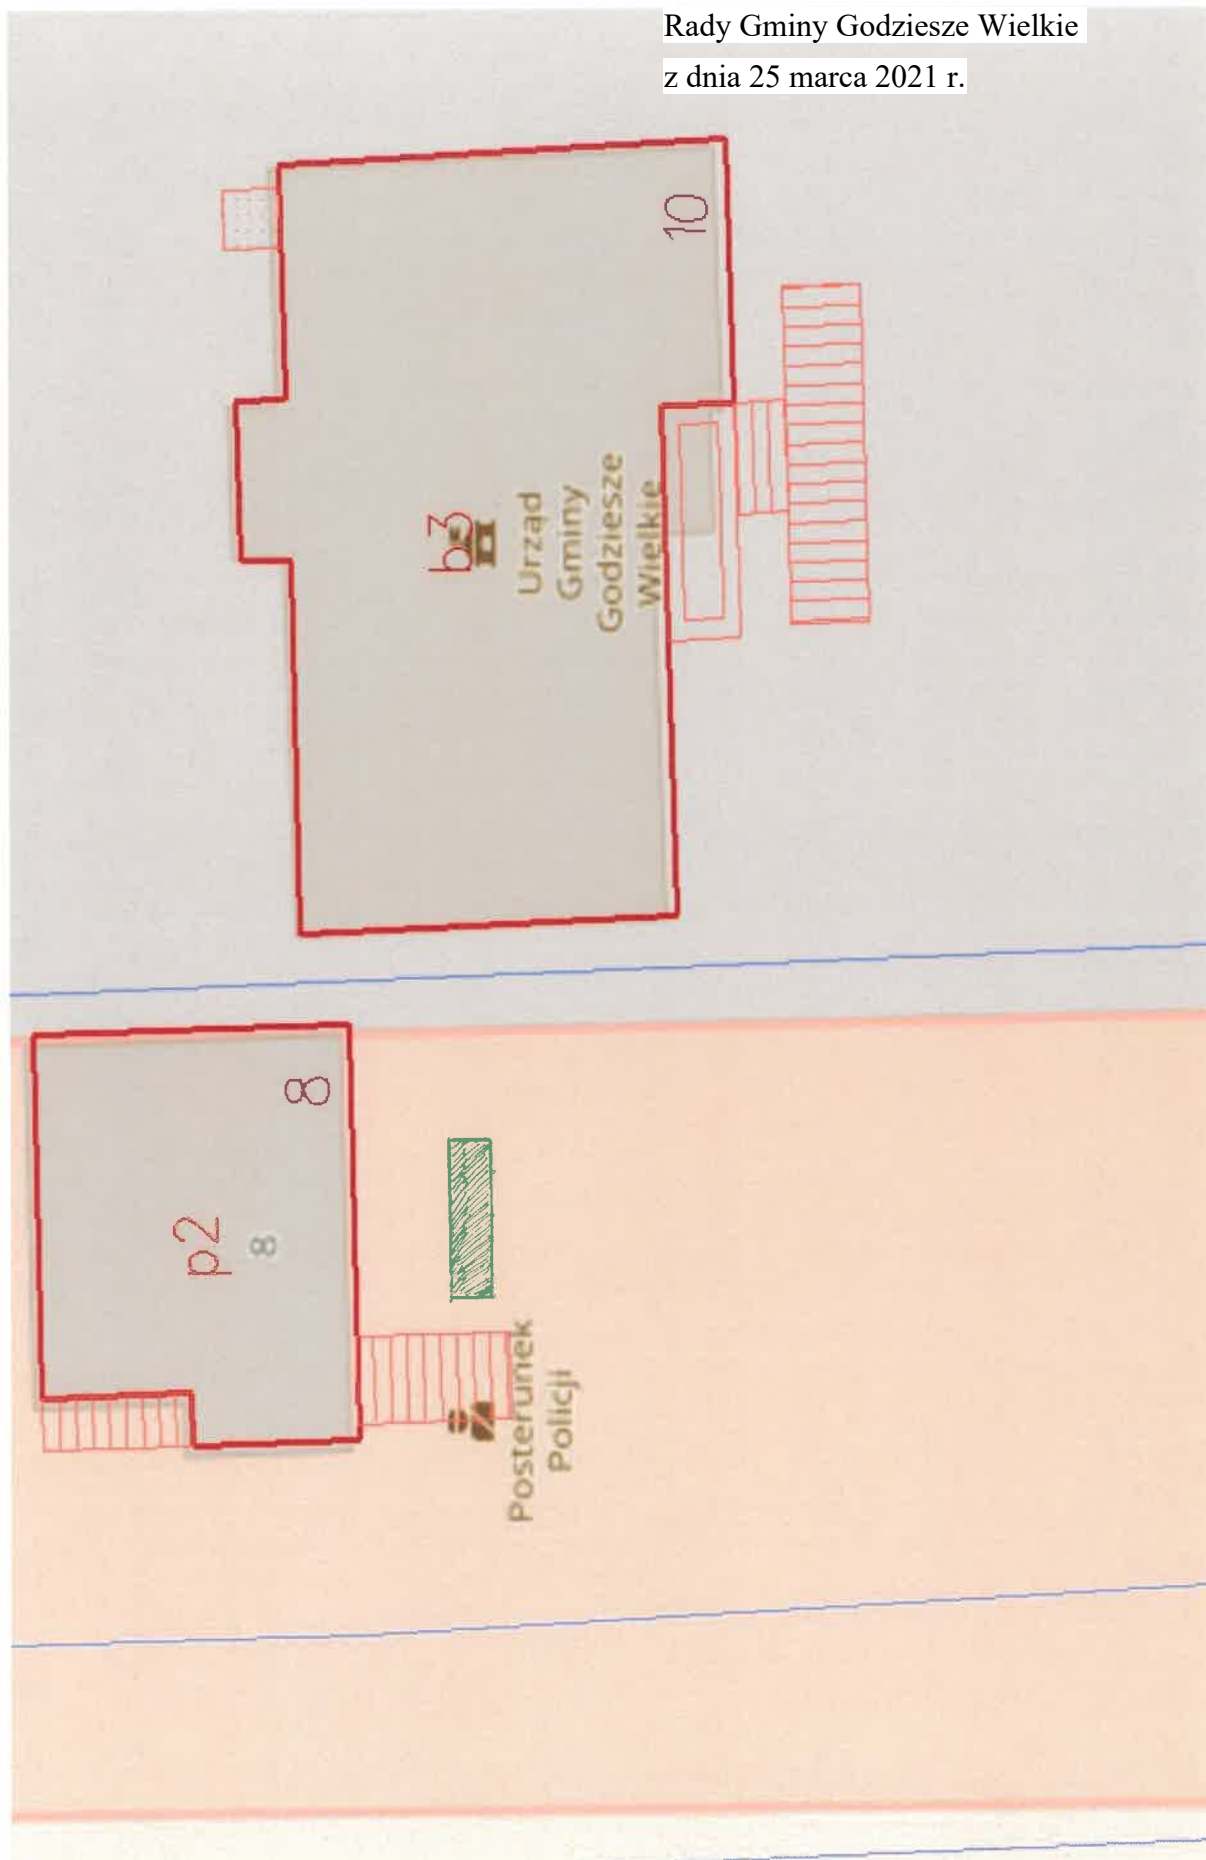 Rady Gminy Godziesze Wielkie
z dnia 25 marca 2021 r.
10
b3
Urząd
Gminy
Godziesze
Wielkie
8
p2
8
Posterunek
Policji